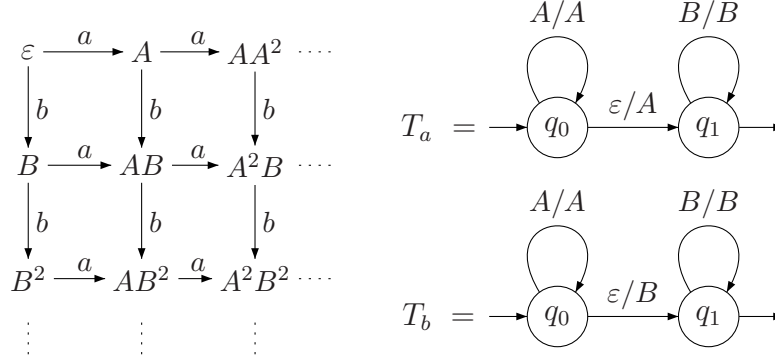 ε a A a AA² ····
b b b
B a AB a A²B ····
b b b
B² a AB² a A²B² ····
A/A B/B
T_a = q₀ ε/A q₁
A/A B/B
T_b = q₀ ε/B q₁